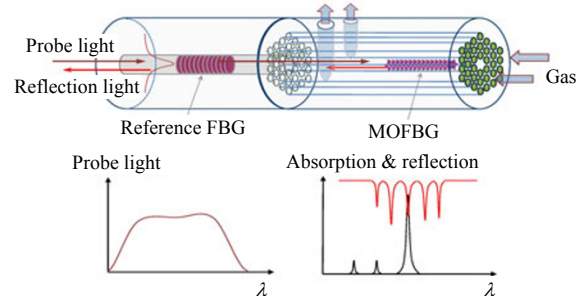 Probe light
Reflection light
Gas
Reference FBG
MOFBG
Probe light
Absorption & reflection
λ
λ